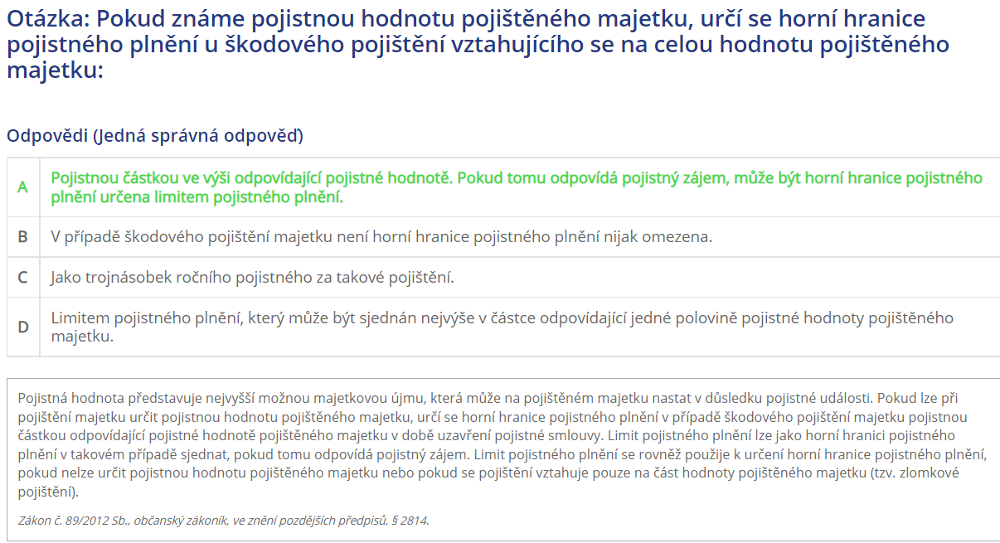 Otázka: Pokud známe pojistnou hodnotu pojištěného majetku, určí se horní hranice
pojistného plnění u škodového pojištění vztahujícího se na celou hodnotu pojištěného
majetku:
Odpovědi (Jedná správná odpověď)
A
Pojistnou částkou ve výši odpovídající pojistné hodnotě. Pokud tomu odpovídá pojistný zájem, může být horní hranice pojistného
plnění určena limitem pojistného plnění.
B
V případě škodového pojištění majetku není horní hranice pojistného plnění nijak omezena.
C
Jako trojnásobek ročního pojistného za takové pojištění.
D
Limitem pojistného plnění, který může být sjednán nejvýše v částce odpovídající jedné polovině pojistné hodnoty pojištěného
majetku.
Pojistná hodnota představuje nejvyšší možnou majetkovou újmu, která může na pojištěném majetku nastat v důsledku pojistné události. Pokud lze při
pojištění majetku určit pojistnou hodnotu pojištěného majetku, určí se horní hranice pojistného plnění v případě škodového pojištění majetku pojistnou
částkou odpovídající pojistné hodnotě pojištěného majetku v době uzavření pojistné smlouvy. Limit pojistného plnění lze jako horní hranici pojistného
plnění v takovém případě sjednat, pokud tomu odpovídá pojistný zájem. Limit pojistného plnění se rovněž použije k určení horní hranice pojistného plnění,
pokud nelze určit pojistnou hodnotu pojištěného majetku nebo pokud se pojištění vztahuje pouze na část hodnoty pojištěného majetku (tzv. zlomkové
pojištění).
Zákon č. 89/2012 Sb., občanský zákoník, ve znění pozdějších předpisů, § 2814.